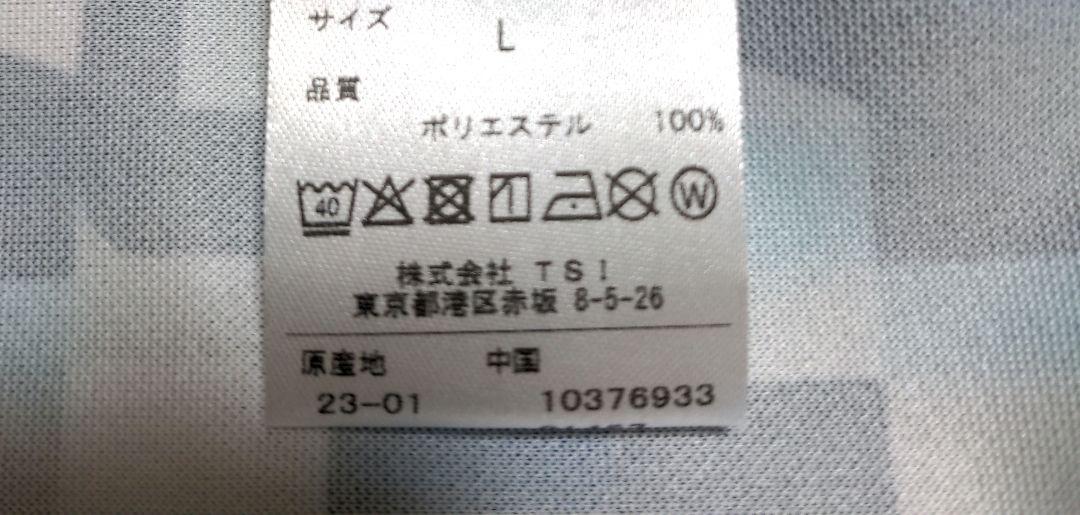 サイズ L
品質
ポリエステル 100%
40 W
株式会社 TSI
東京都港区赤坂 8-5-26
原産地 中国
23-01 10376933